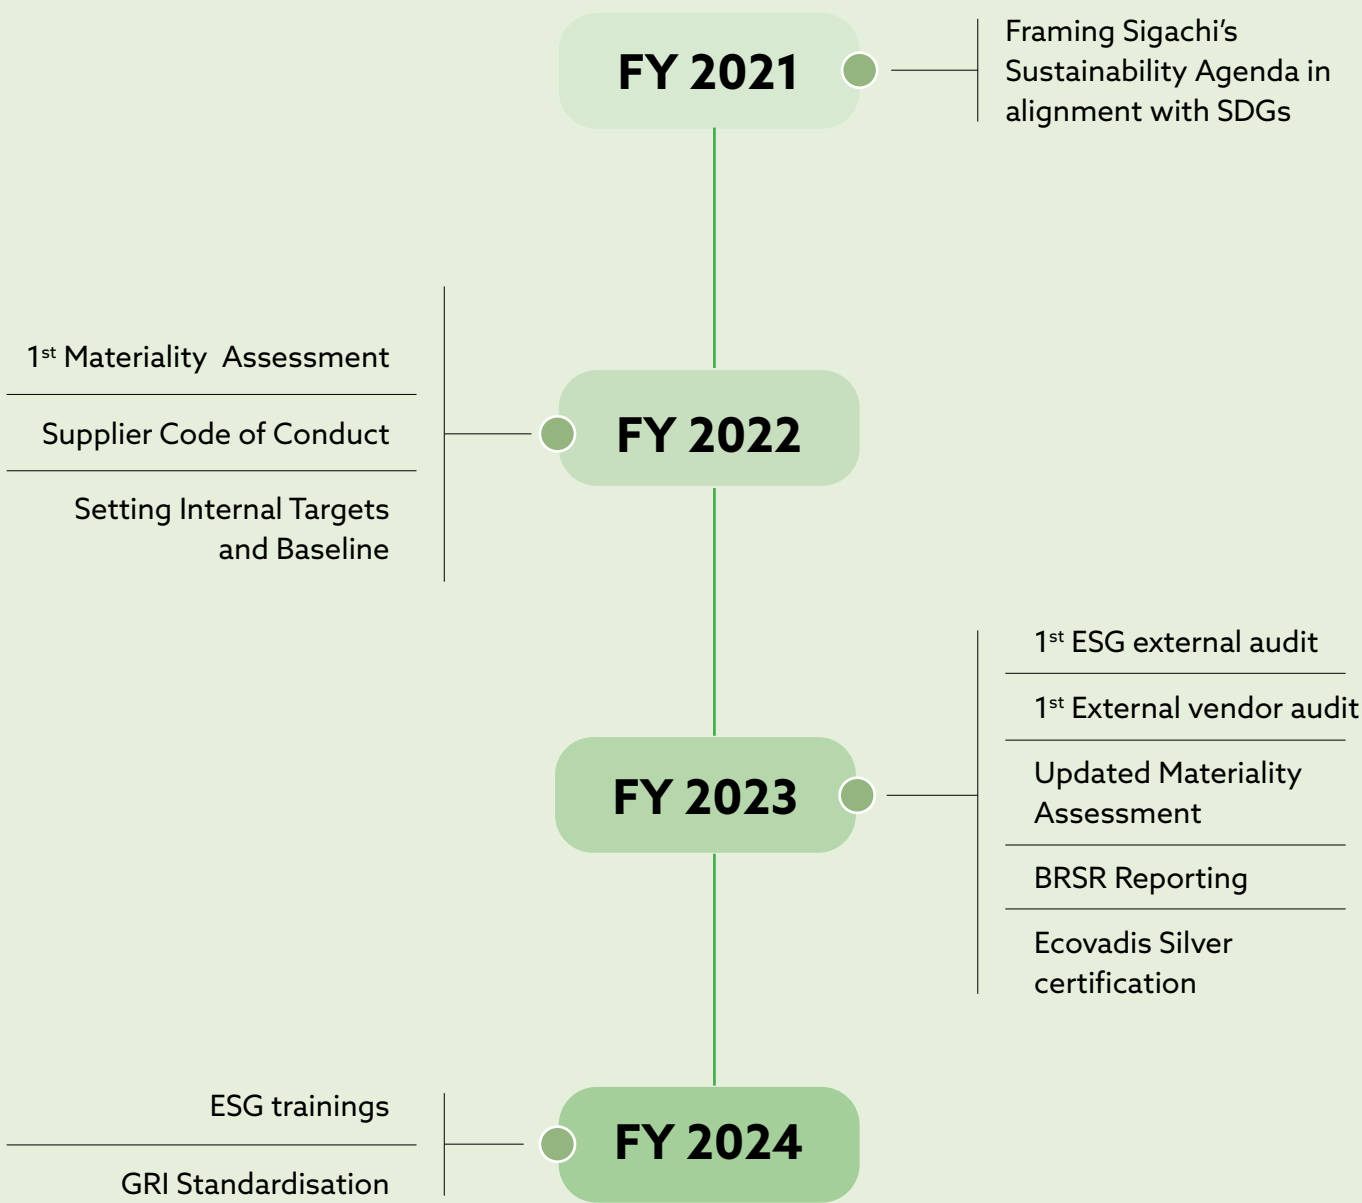 FY 2021
Framing Sigachi's
Sustainability Agenda in
alignment with SDGs
1st Materiality Assessment
Supplier Code of Conduct
Setting Internal Targets
and Baseline
FY 2022
FY 2023
1st ESG external audit
1st External vendor audit
Updated Materiality
Assessment
BRSR Reporting
Ecovadis Silver
certification
ESG trainings
GRI Standardisation
FY 2024